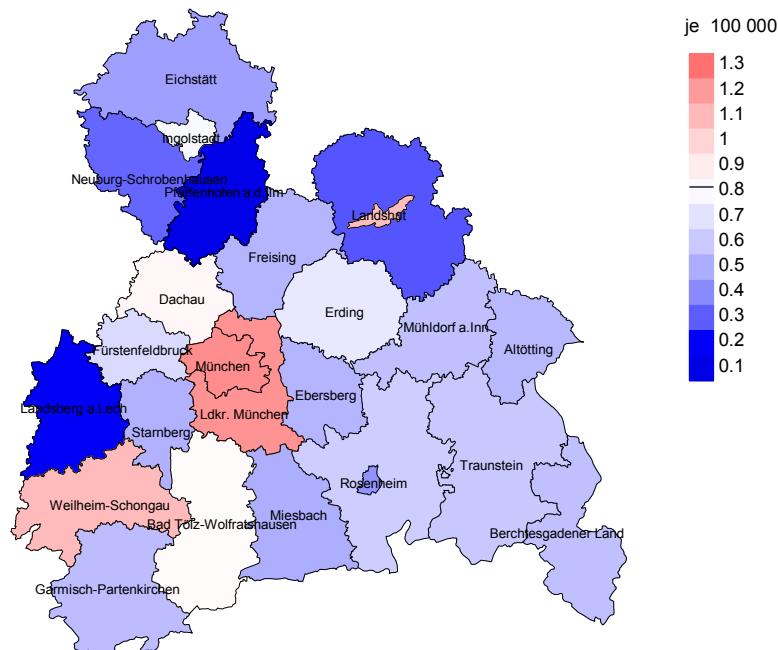 je 100 000
1.3
1.2
1.1
1
0.9
0.8
0.7
0.6
0.5
0.4
0.3
0.2
0.1
Eichstätt
Ingolstadt
Neuburg-Schrobenhausen
Pfaffenhofen a.d.Ilm
Landshut
Freising
Dachau
Erding
Mühldorf a.Inn
Altötting
Fürstenfeldbruck
München
Ebersberg
Landsberg a.Lech
Ldkr. München
Starnberg
Traunstein
Rosenheim
Weilheim-Schongau
Miesbach
Bad Tölz-Wolfratshausen
Berchtesgadener Land
Garmisch-Partenkirchen